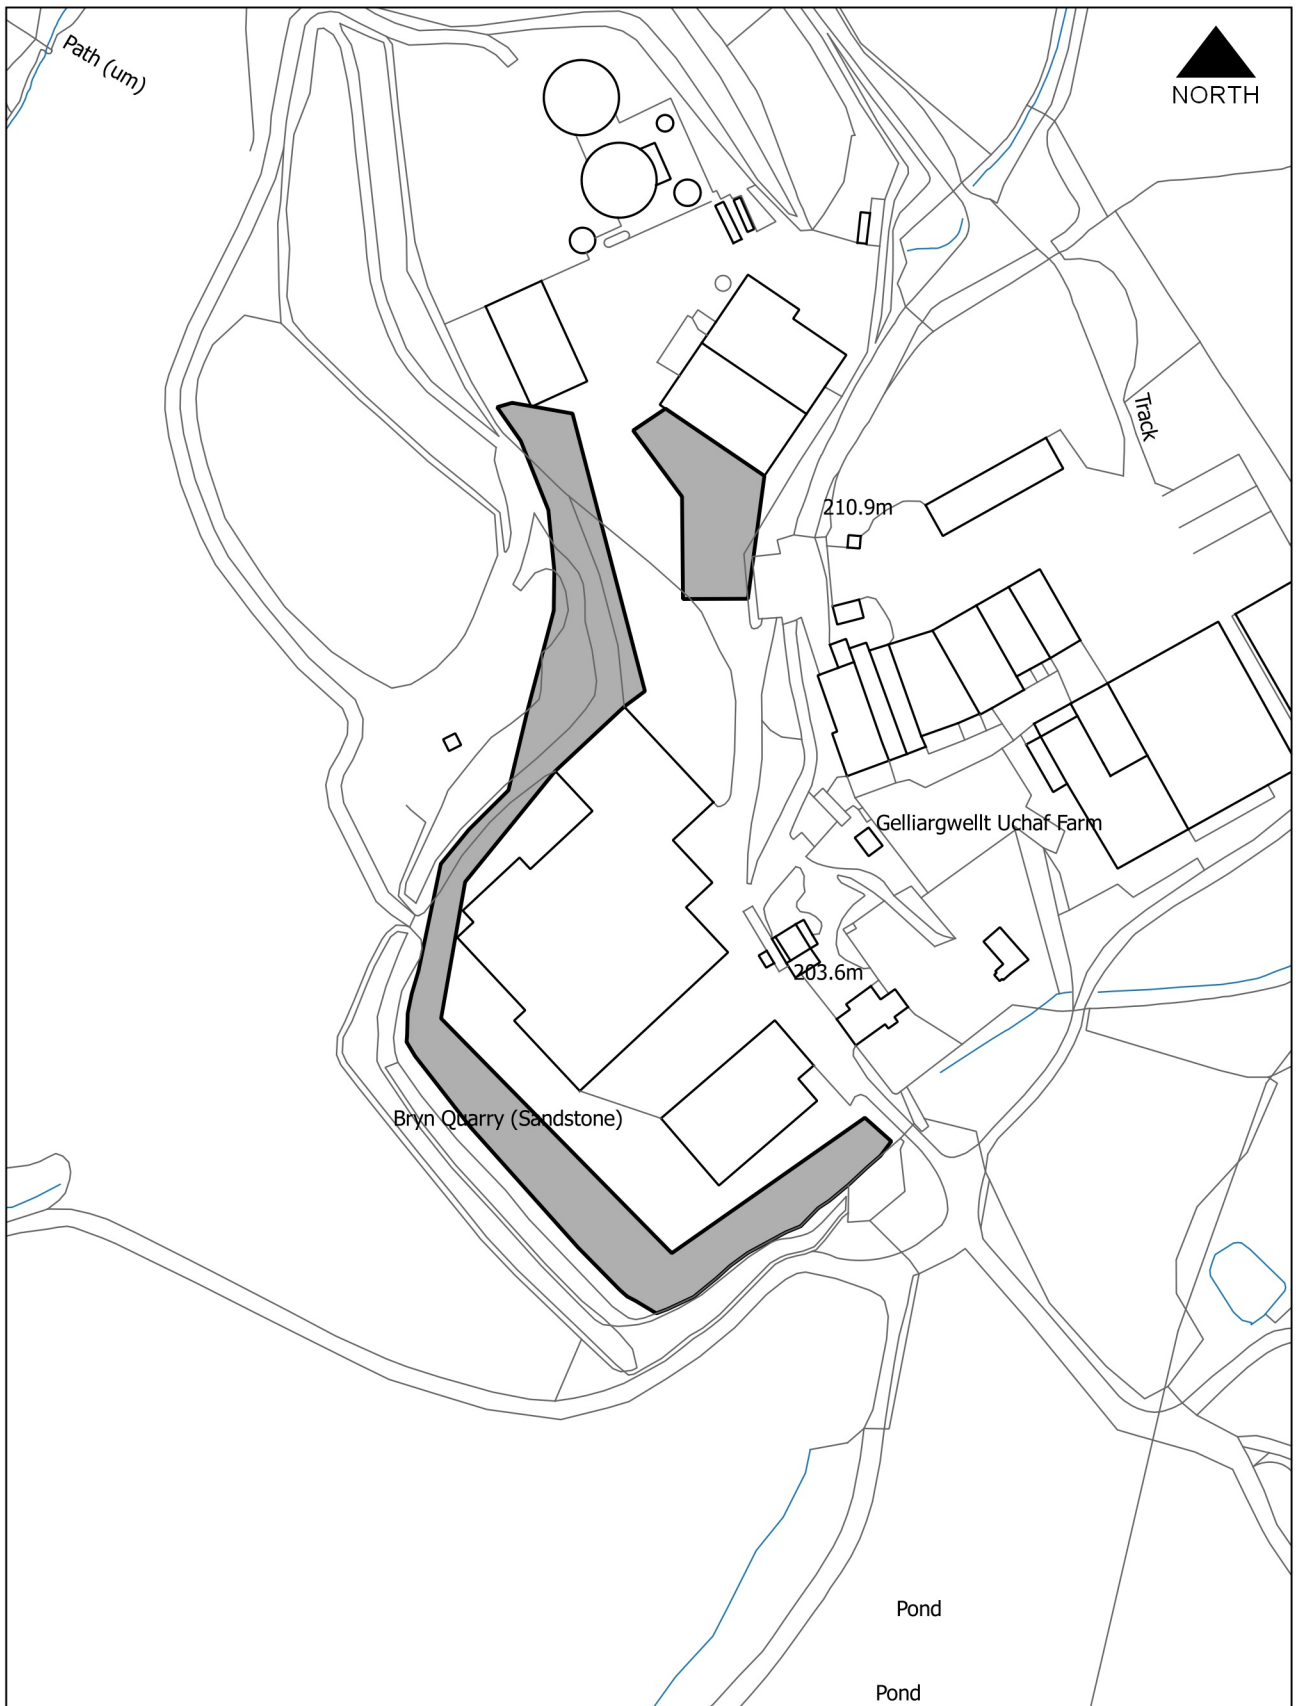 Path (um)
NORTH
Track
210.9m
Gelliargwellt Uchaf Farm
203.6m
Bryn Quarry (Sandstone)
Pond
Pond